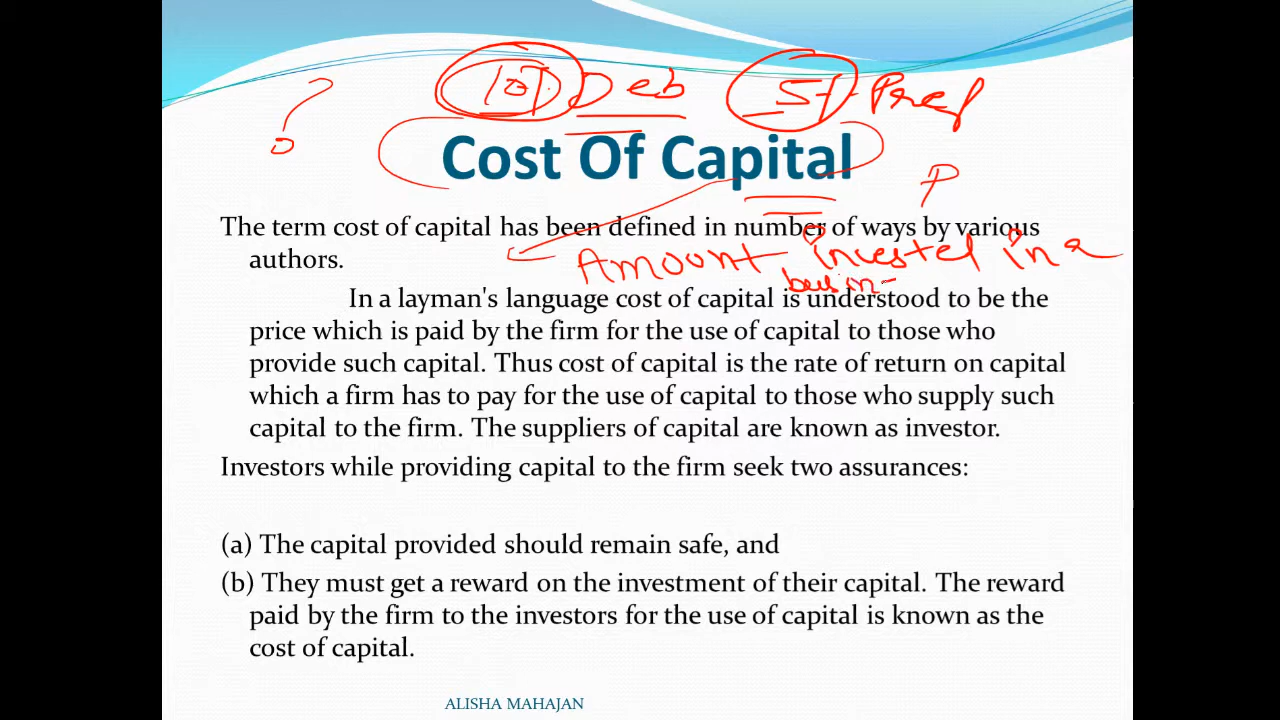 10% Deb 5% Pref
?
Cost Of Capital
P
The term cost of capital has been defined in number of ways by various
authors.
Amount invested in a
busin
In a layman's language cost of capital is understood to be the
price which is paid by the firm for the use of capital to those who
provide such capital. Thus cost of capital is the rate of return on capital
which a firm has to pay for the use of capital to those who supply such
capital to the firm. The suppliers of capital are known as investor.
Investors while providing capital to the firm seek two assurances:
(a) The capital provided should remain safe, and
(b) They must get a reward on the investment of their capital. The reward
paid by the firm to the investors for the use of capital is known as the
cost of capital.
ALISHA MAHAJAN